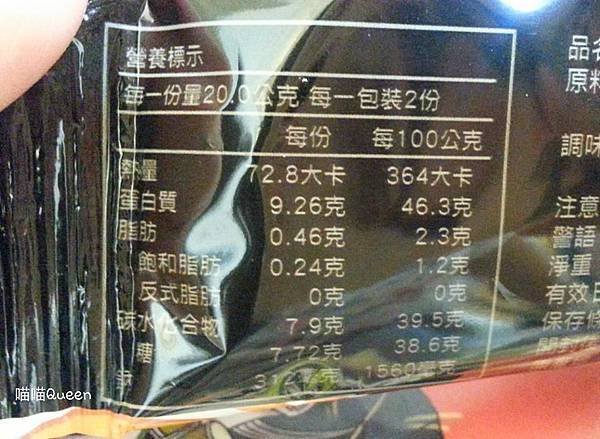 營養標示
每一份量20.0公克 每一包裝2份
每份 每100公克
熱量 72.8大卡 364大卡
蛋白質 9.26克 46.3克
脂肪 0.46克 2.3克
飽和脂肪 0.24克 1.2克
反式脂肪 0克 0克
碳水化合物 7.9克 39.5克
糖 7.72克 38.6克
1560毫克
品名
原料
調味
注意
警語
淨重
有效日
保存條
喵喵Queen